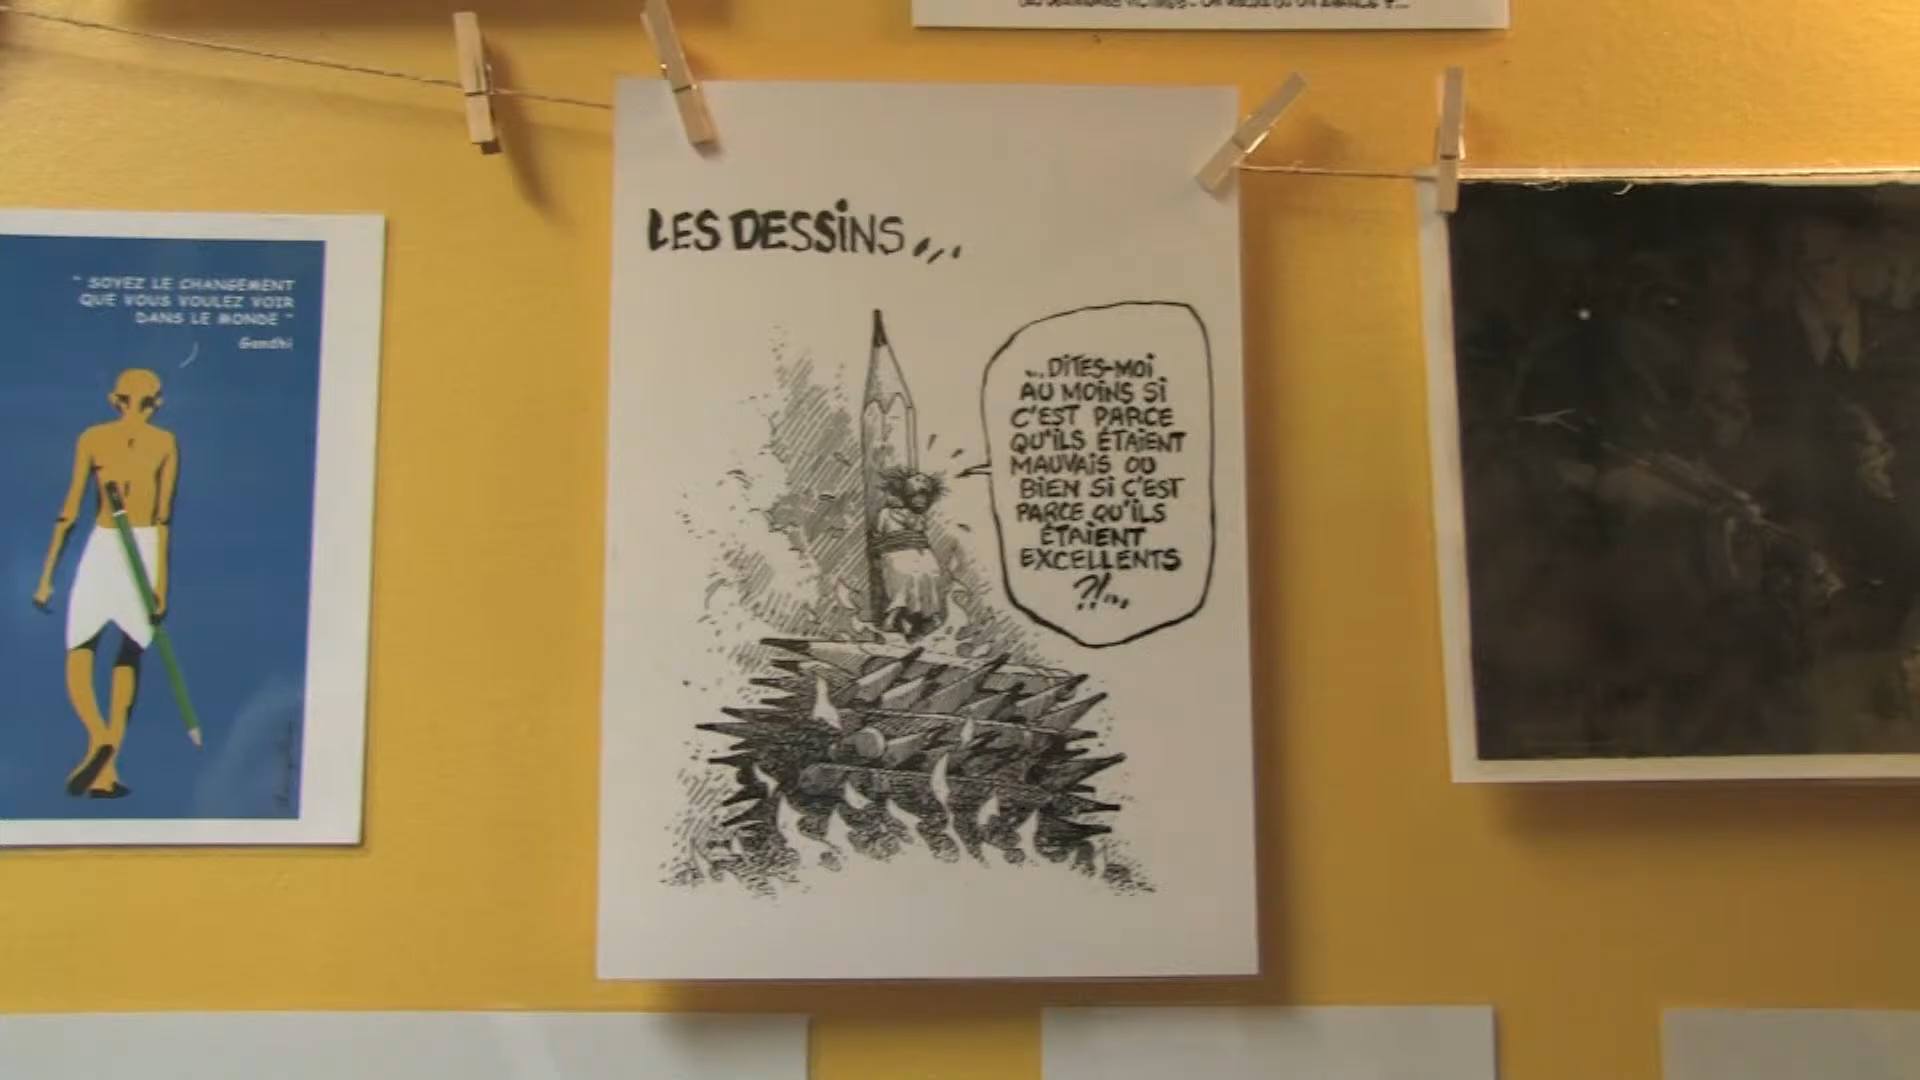 " SOYEZ LE CHANGEMENT
QUE VOUS VOULEZ VOIR
DANS LE MONDE "
Gandhi
LES DESSiNS...
...DiTES-MOi
AU MOiNS Si
C'EST PARCE
QU'iLS ÉTAiENT
MAUVAiS OU
BiEN Si C'EST
PARCE QU'iLS
ÉTAiENT
EXCELLENTS
?!...